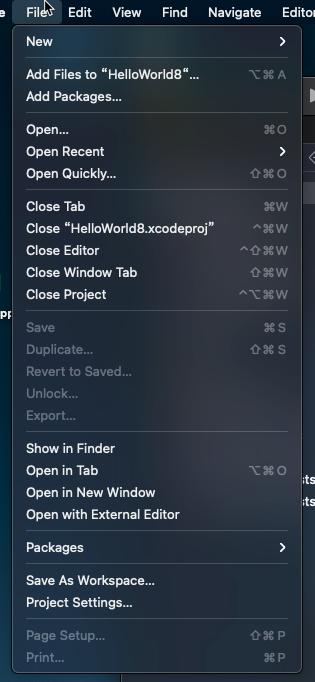 File Edit View Find Navigate Editor
New
Add Files to “HelloWorld8“... ⌥⌘A
Add Packages...
Open... ⌘O
Open Recent
Open Quickly... ⇧⌘O
Close Tab ⌘W
Close “HelloWorld8.xcodeproj” ^⌘W
Close Editor ^⇧⌘W
Close Window Tab ⇧⌘W
Close Project ^⌥⌘W
Save ⌘S
Duplicate... ⇧⌘S
Revert to Saved...
Unlock...
Export...
Show in Finder
Open in Tab ⌥⌘O
Open in New Window
Open with External Editor
Packages
Save As Workspace...
Project Settings...
Page Setup... ⇧⌘P
Print... ⌘P